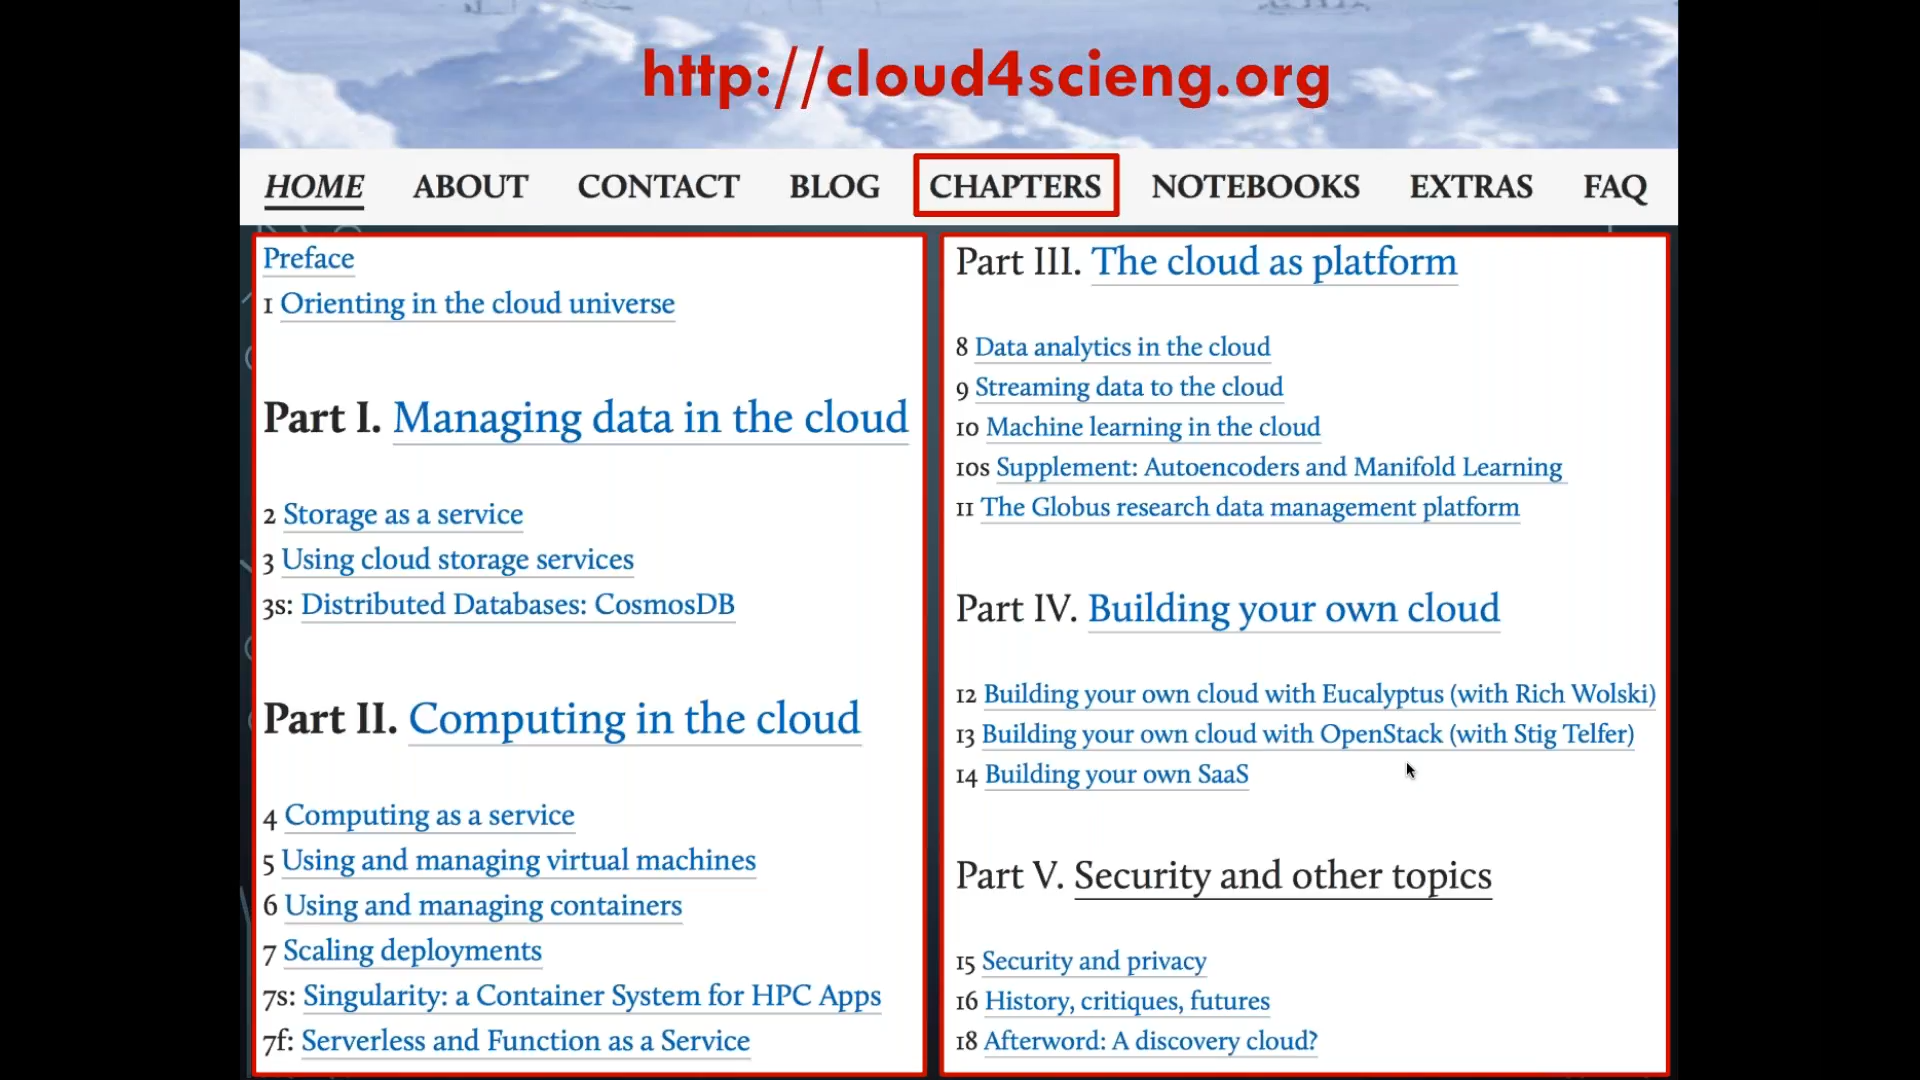 http://cloud4scieng.org
HOME ABOUT CONTACT BLOG CHAPTERS NOTEBOOKS EXTRAS FAQ
Preface
1 Orienting in the cloud universe
Part I. Managing data in the cloud
2 Storage as a service
3 Using cloud storage services
3s: Distributed Databases: CosmosDB
Part II. Computing in the cloud
4 Computing as a service
5 Using and managing virtual machines
6 Using and managing containers
7 Scaling deployments
7s: Singularity: a Container System for HPC Apps
7f: Serverless and Function as a Service
Part III. The cloud as platform
8 Data analytics in the cloud
9 Streaming data to the cloud
10 Machine learning in the cloud
10s Supplement: Autoencoders and Manifold Learning
11 The Globus research data management platform
Part IV. Building your own cloud
12 Building your own cloud with Eucalyptus (with Rich Wolski)
13 Building your own cloud with OpenStack (with Stig Telfer)
14 Building your own SaaS
Part V. Security and other topics
15 Security and privacy
16 History, critiques, futures
18 Afterword: A discovery cloud?